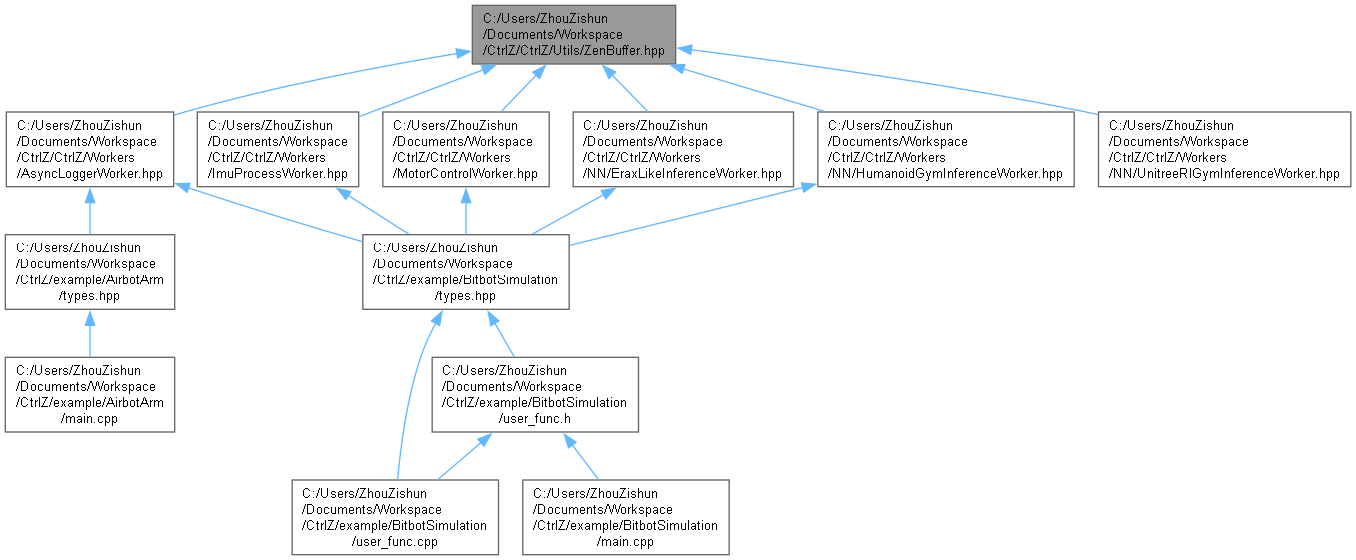 C:/Users/ZhouZishun
/Documents/Workspace
/CtrlZ/CtrlZ/Utils/ZenBuffer.hpp
C:/Users/ZhouZishun
/Documents/Workspace
/CtrlZ/CtrlZ/Workers
/AsyncLoggerWorker.hpp
C:/Users/ZhouZishun
/Documents/Workspace
/CtrlZ/CtrlZ/Workers
/ImuProcessWorker.hpp
C:/Users/ZhouZishun
/Documents/Workspace
/CtrlZ/CtrlZ/Workers
/MotorControlWorker.hpp
C:/Users/ZhouZishun
/Documents/Workspace
/CtrlZ/CtrlZ/Workers
/NN/EraxLikeInferenceWorker.hpp
C:/Users/ZhouZishun
/Documents/Workspace
/CtrlZ/CtrlZ/Workers
/NN/HumanoidGymInferenceWorker.hpp
C:/Users/ZhouZishun
/Documents/Workspace
/CtrlZ/CtrlZ/Workers
/NN/UnitreeRlGymInferenceWorker.hpp
C:/Users/ZhouZishun
/Documents/Workspace
/CtrlZ/example/AirbotArm
/types.hpp
C:/Users/ZhouZishun
/Documents/Workspace
/CtrlZ/example/BitbotSimulation
/types.hpp
C:/Users/ZhouZishun
/Documents/Workspace
/CtrlZ/example/AirbotArm
/main.cpp
C:/Users/ZhouZishun
/Documents/Workspace
/CtrlZ/example/BitbotSimulation
/user_func.h
C:/Users/ZhouZishun
/Documents/Workspace
/CtrlZ/example/BitbotSimulation
/user_func.cpp
C:/Users/ZhouZishun
/Documents/Workspace
/CtrlZ/example/BitbotSimulation
/main.cpp